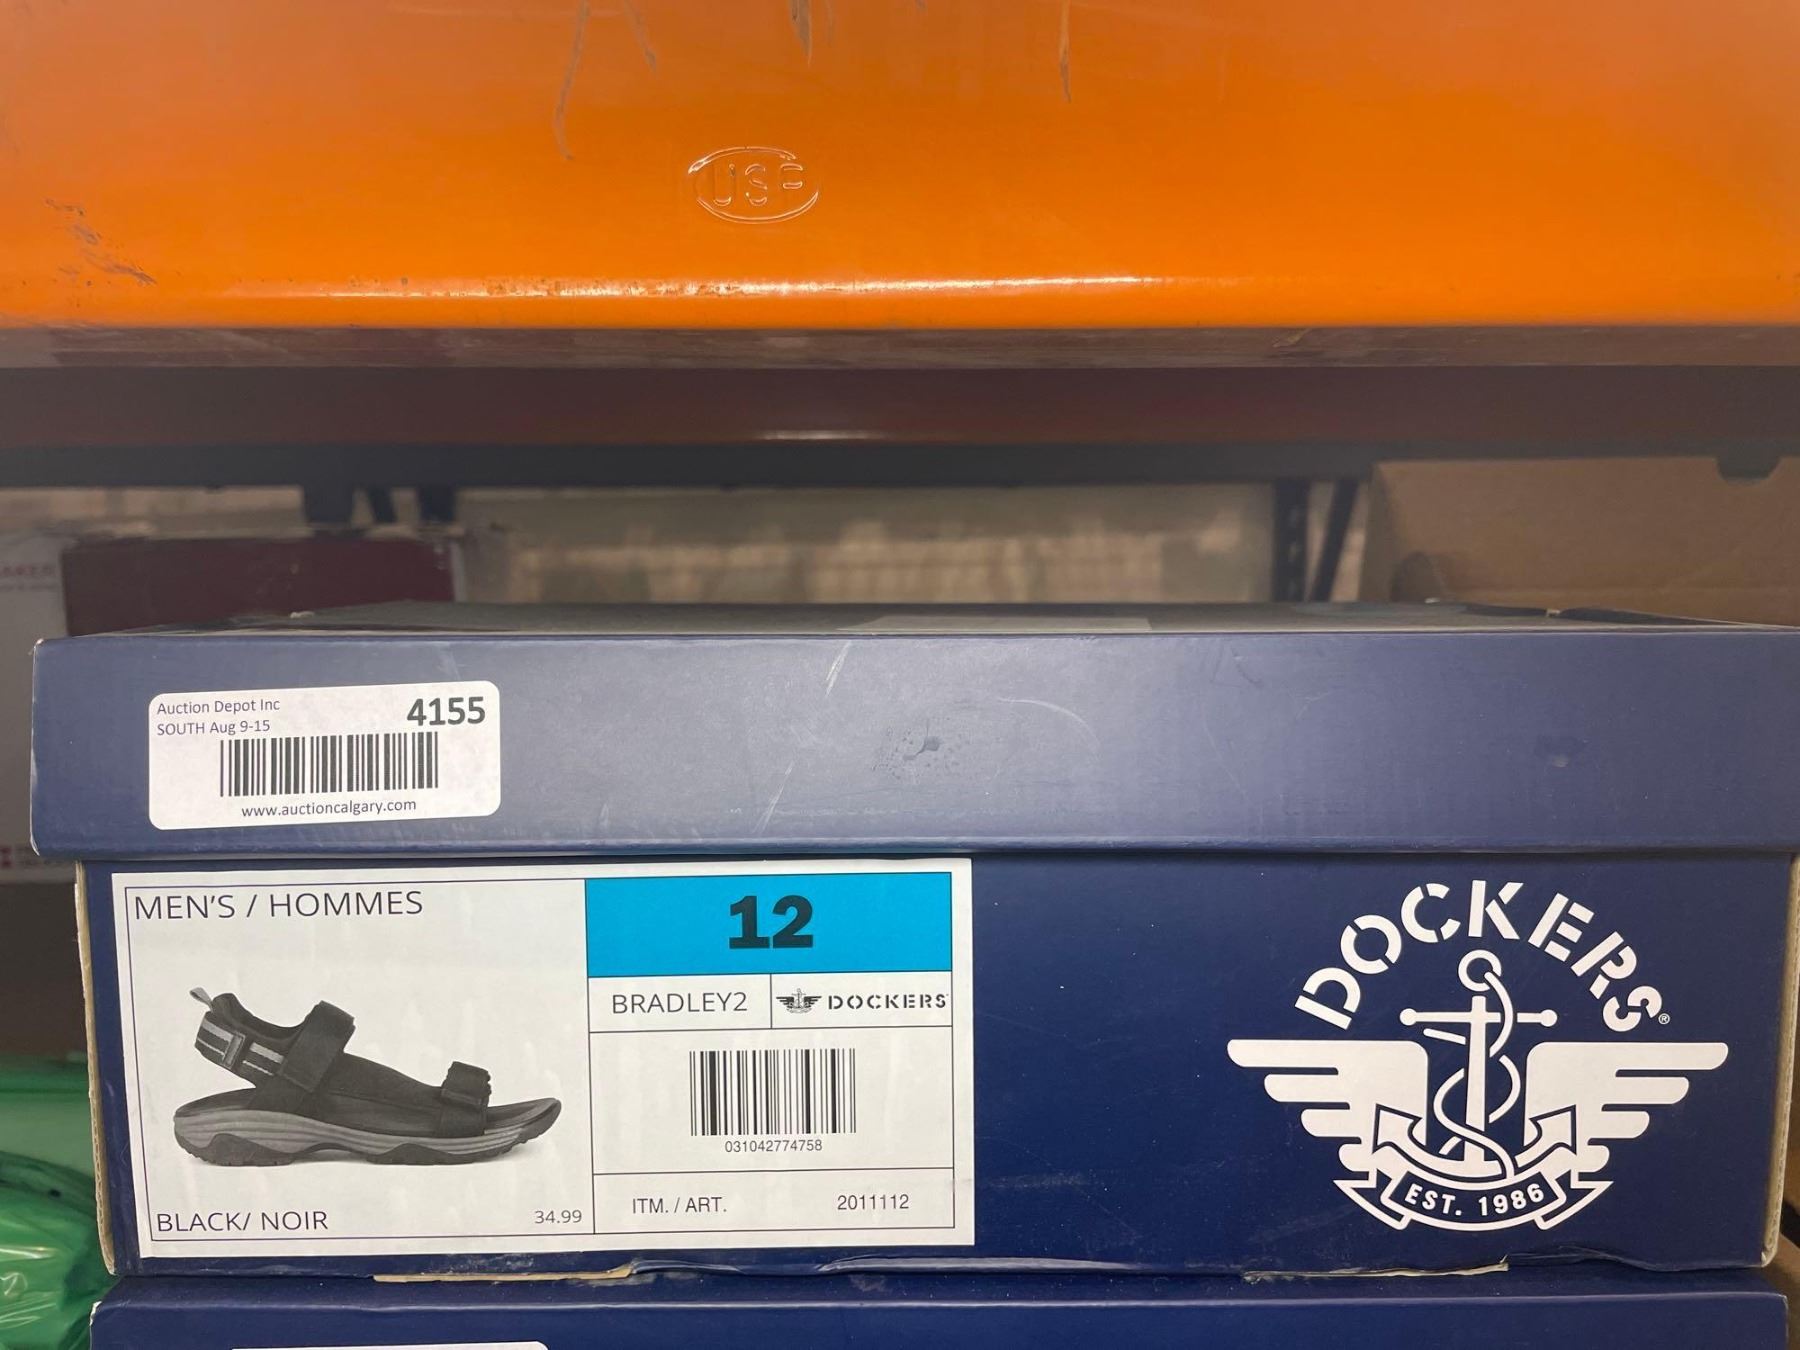 USP
Auction Depot Inc
SOUTH Aug 9-15
4155
www.auctioncalgary.com
MEN'S / HOMMES
BLACK/ NOIR
34.99
12
BRADLEY2
DOCKERS
031042774758
ITM. / ART.
2011112
DOCKERS®
EST. 1986